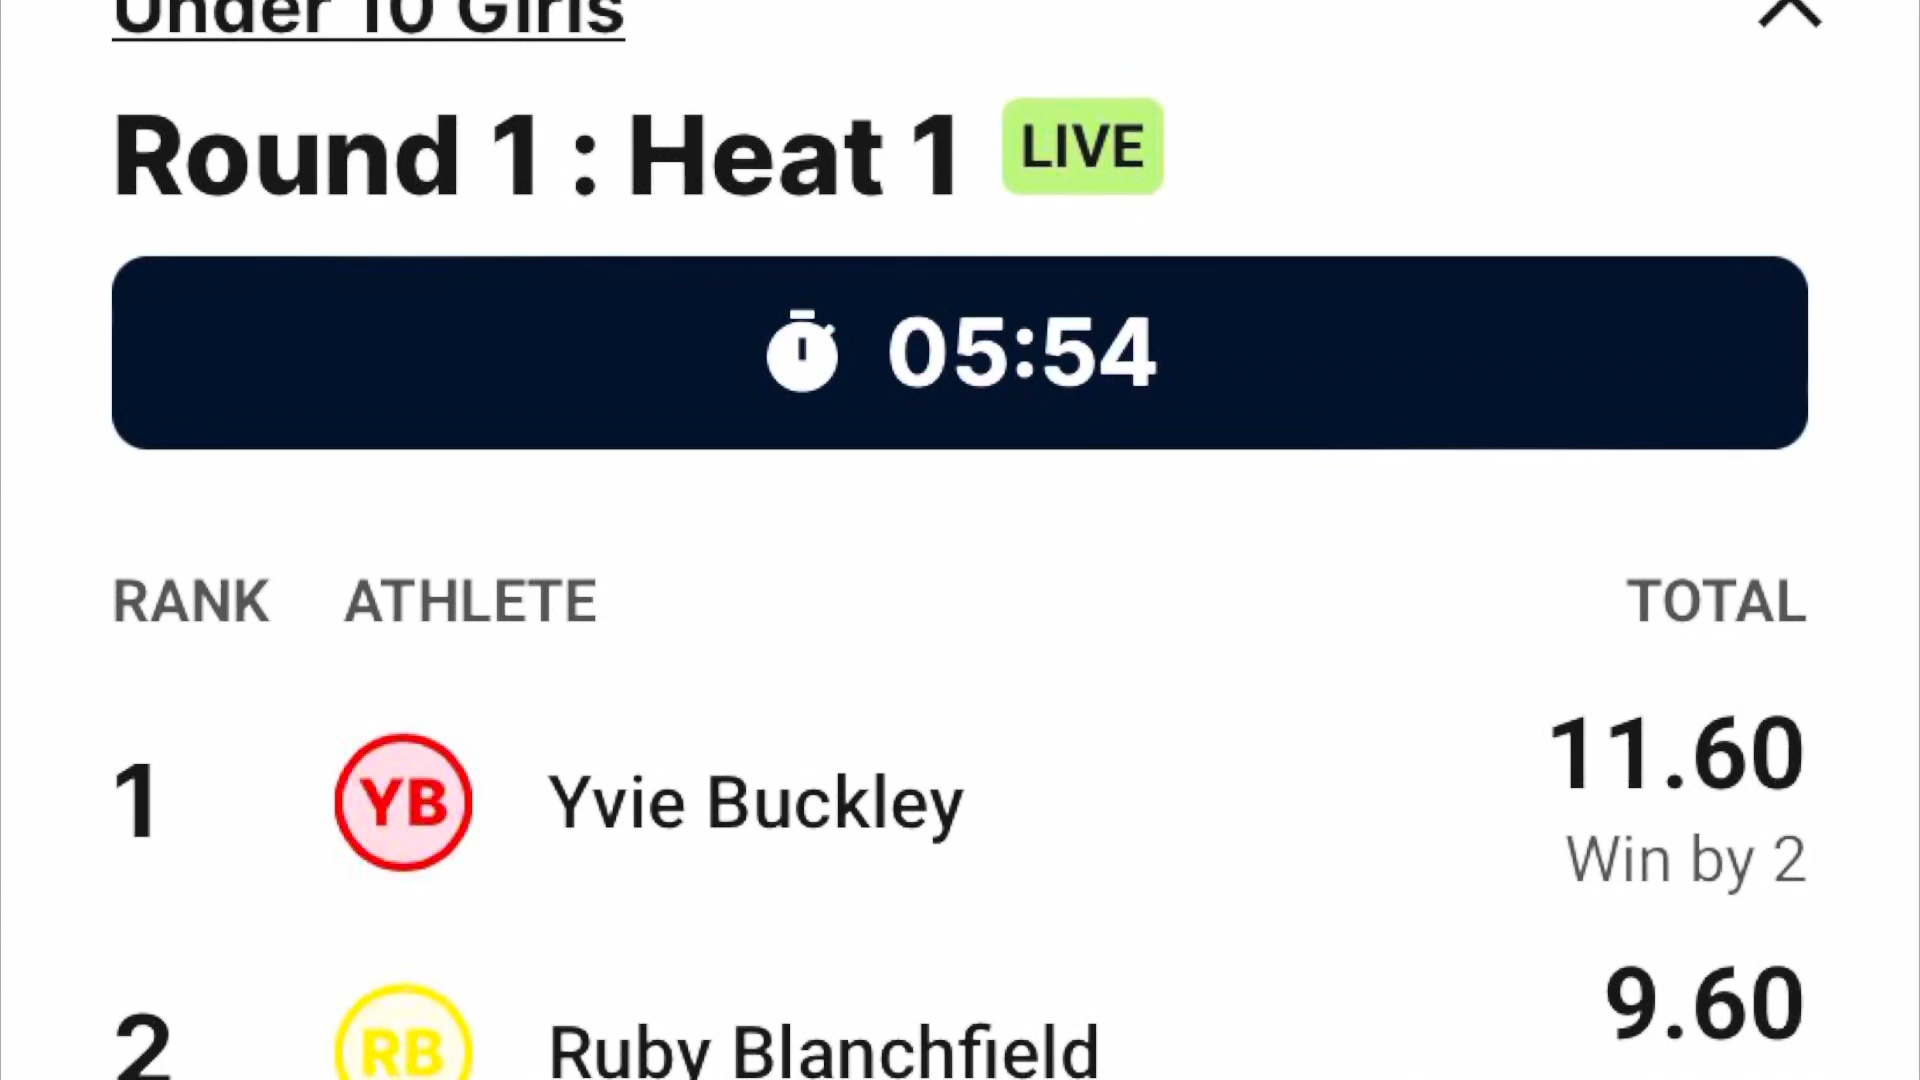 Under 10 Girls
Round 1 : Heat 1 LIVE
05:54
RANK ATHLETE TOTAL
1 YB Yvie Buckley 11.60
Win by 2
2 RB Ruby Blanchfield 9.60